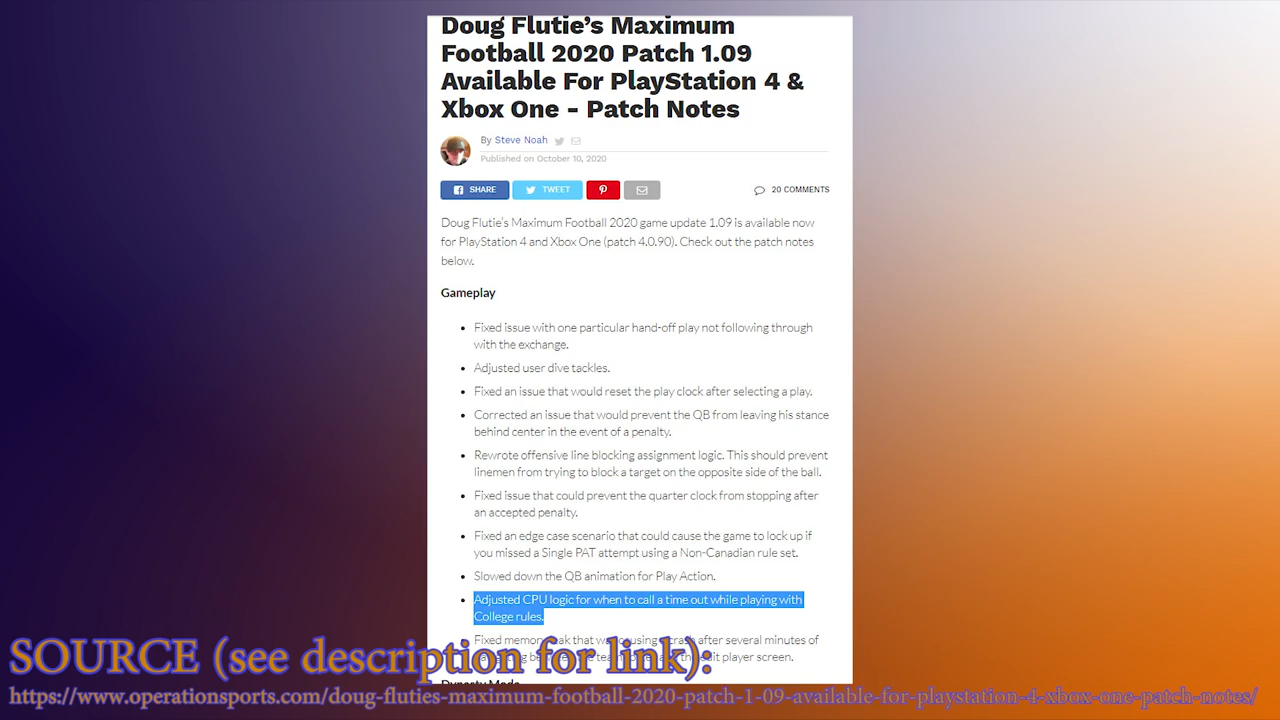 Doug Flutie’s Maximum
Football 2020 Patch 1.09
Available For PlayStation 4 &
Xbox One - Patch Notes
By Steve Noah
Published on October 10, 2020
SHARE
TWEET
20 COMMENTS
Doug Flutie's Maximum Football 2020 game update 1.09 is available now
for PlayStation 4 and Xbox One (patch 4.0.90). Check out the patch notes
below.
Gameplay
• Fixed issue with one particular hand-off play not following through
with the exchange.
• Adjusted user dive tackles.
• Fixed an issue that would reset the play clock after selecting a play.
• Corrected an issue that would prevent the QB from leaving his stance
behind center in the event of a penalty.
• Rewrote offensive line blocking assignment logic. This should prevent
linemen from trying to block a target on the opposite side of the ball.
• Fixed issue that could prevent the quarter clock from stopping after
an accepted penalty.
• Fixed an edge case scenario that could cause the game to lock up if
you missed a Single PAT attempt using a Non-Canadian rule set.
• Slowed down the QB animation for Play Action.
• Adjusted CPU logic for when to call a time out while playing with
College rules.
Fixed memory leak that was causing a crash after several minutes of
edit player screen.
SOURCE (see description for link):
https://www.operationsports.com/doug-fluties-maximum-football-2020-patch-1-09-available-for-playstation-4-xbox-one-patch-notes/